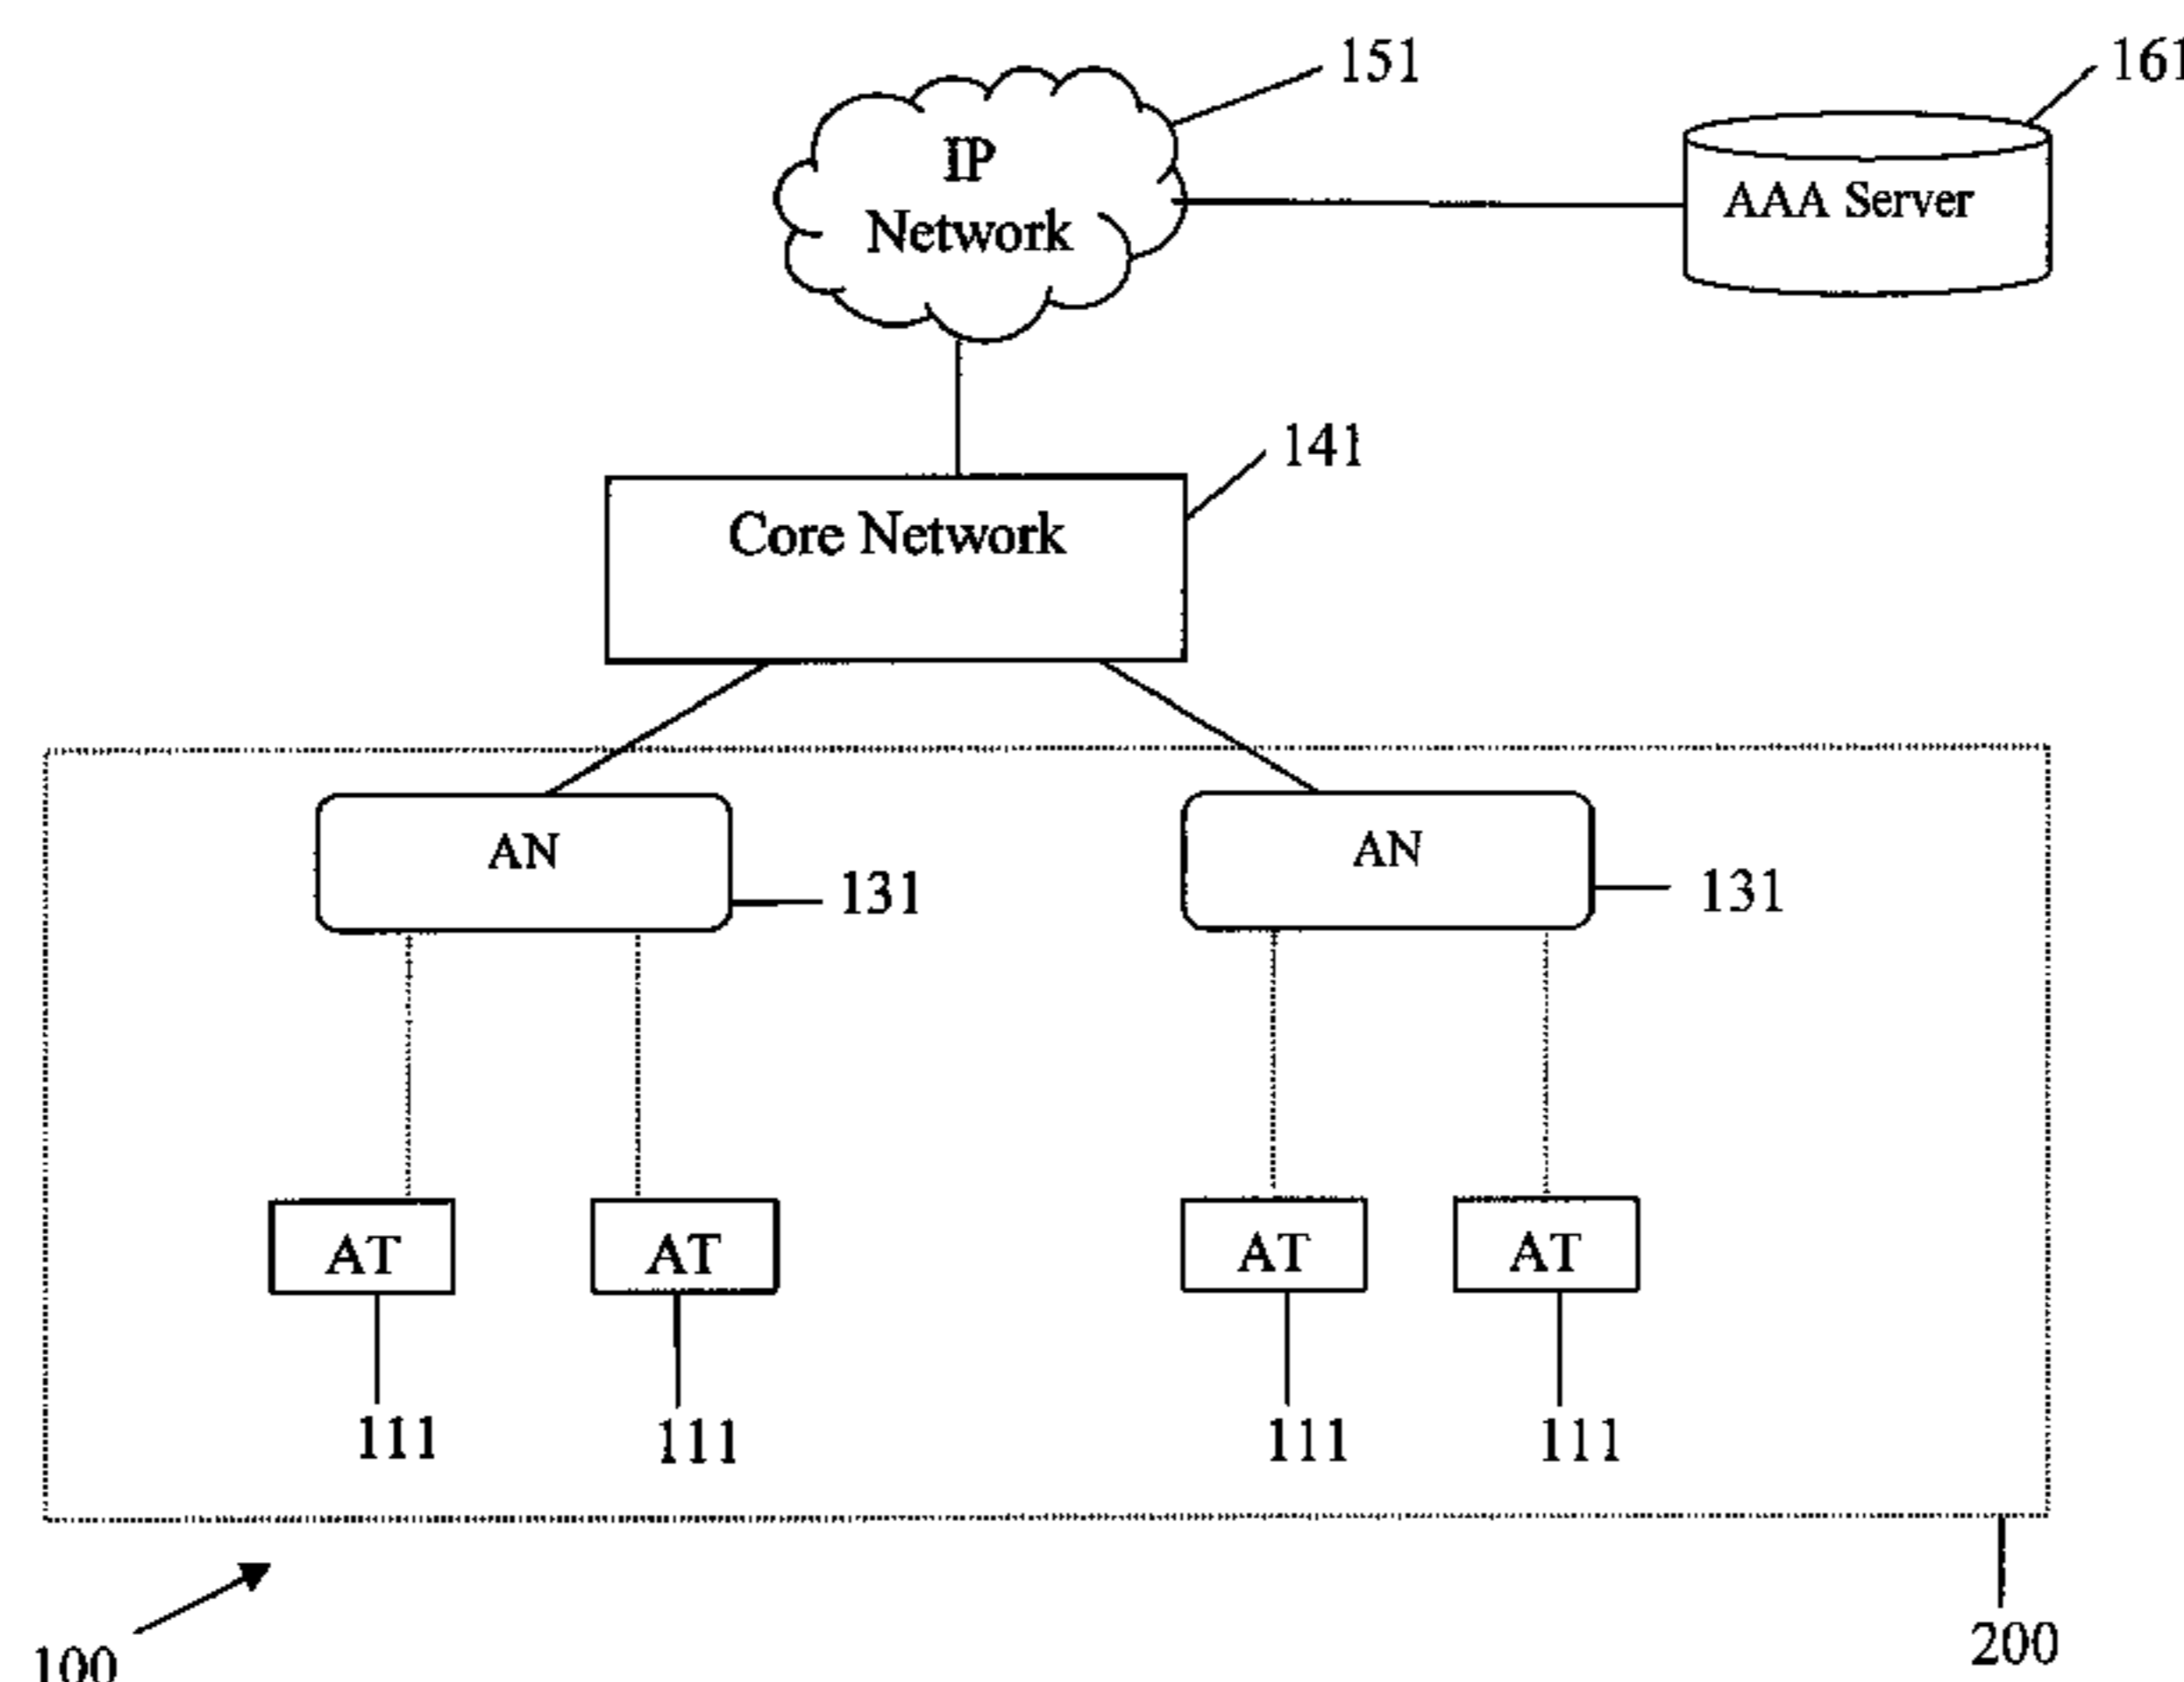 151
161
IP
Network
AAA Server
141
Core Network
AN
AN
131
131
AT
AT
AT
AT
111
111
111
111
100
200